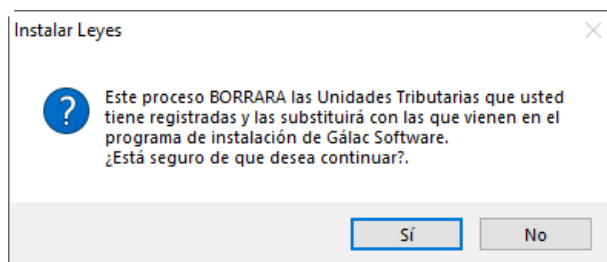 Instalar Leyes
Este proceso BORRARA las Unidades Tributarias que usted
tiene registradas y las substituirá con las que vienen en el
programa de instalación de Gálac Software.
¿Está seguro de que desea continuar?.
Sí
No